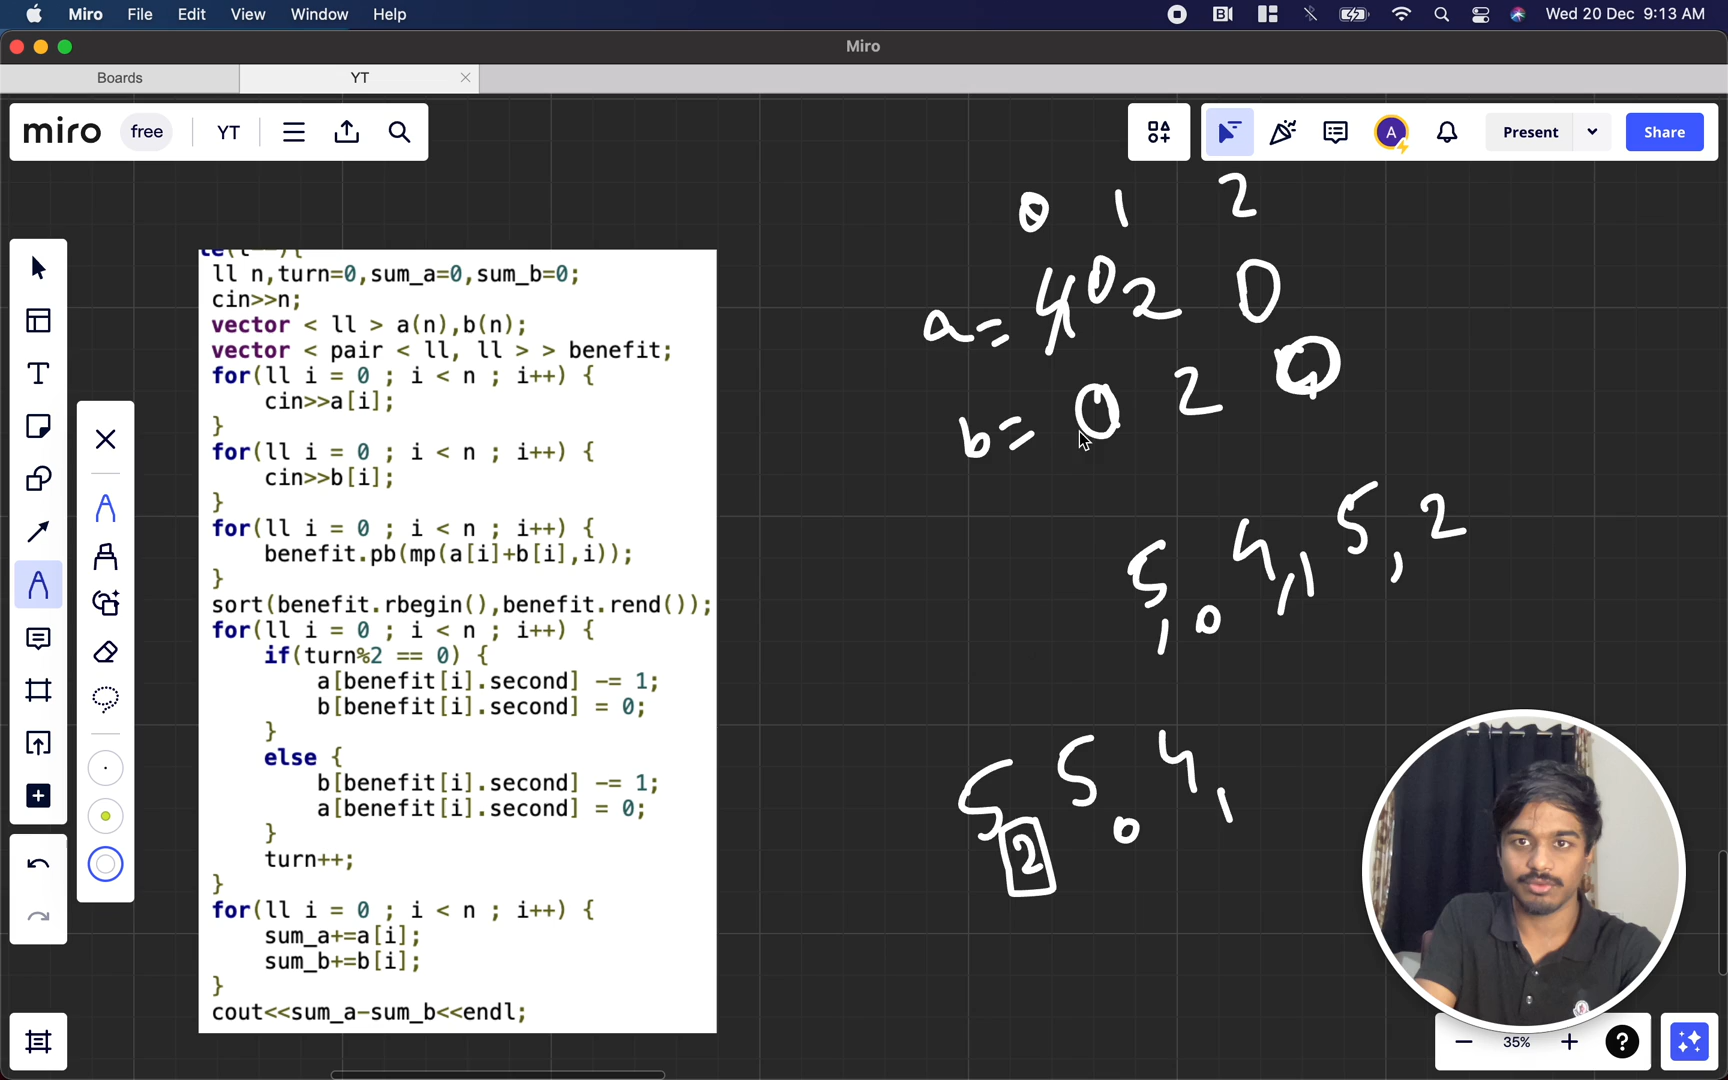 Miro File Edit View Window Help Wed 20 Dec 9:13 AM
Miro
Boards YT
miro free YT Present Share
A
ll n,turn=0,sum_a=0,sum_b=0;
cin>>n;
vector < ll > a(n),b(n);
vector < pair < ll, ll > > benefit;
for(ll i = 0 ; i < n ; i++) {
cin>>a[i];
}
for(ll i = 0 ; i < n ; i++) {
cin>>b[i];
}
for(ll i = 0 ; i < n ; i++) {
benefit.pb(mp(a[i]+b[i],i));
}
sort(benefit.rbegin(),benefit.rend());
for(ll i = 0 ; i < n ; i++) {
if(turn%2 == 0) {
a[benefit[i].second] -= 1;
b[benefit[i].second] = 0;
}
else {
b[benefit[i].second] -= 1;
a[benefit[i].second] = 0;
}
turn++;
}
for(ll i = 0 ; i < n ; i++) {
sum_a+=a[i];
sum_b+=b[i];
}
cout<<sum_a-sum_b<<endl;
0 1 2
a= 4 0 2 0
b= 0 2
5,0 4,1 5,2
5 2 5 0 4,1
35%
?